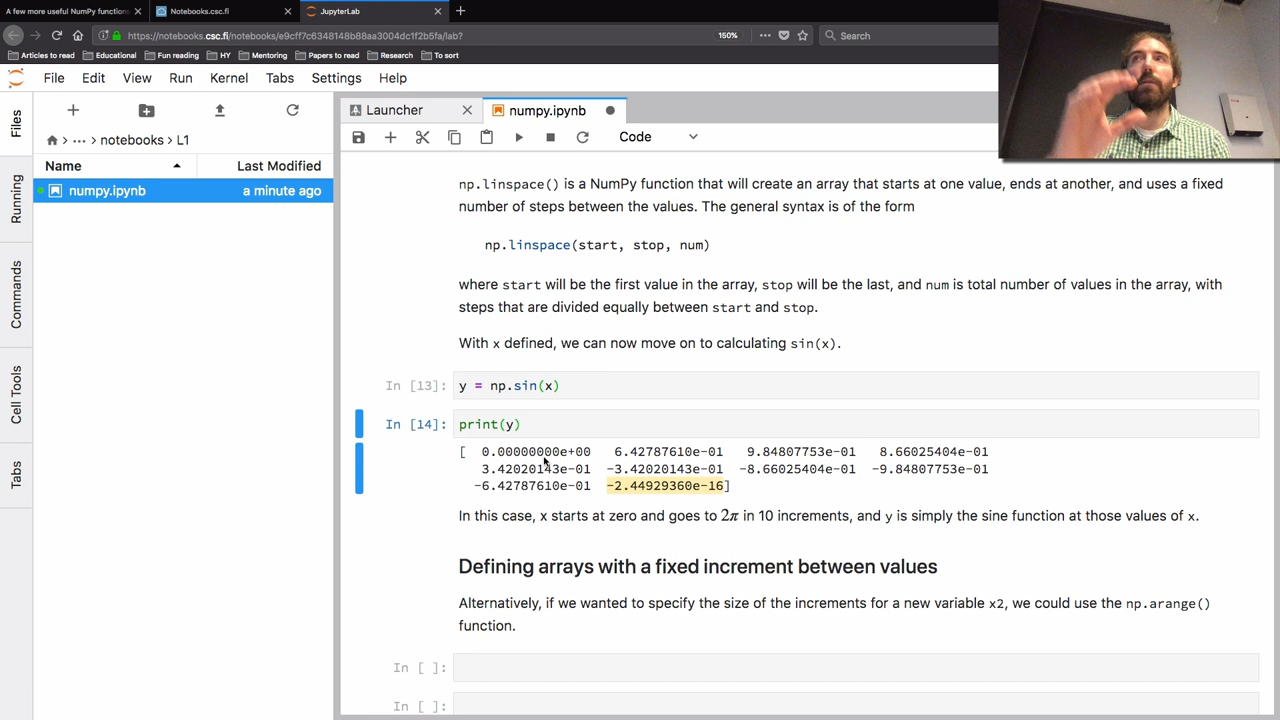 A few more useful NumPy function
Notebooks.csc.fi
JupyterLab
https://notebooks.csc.fi/notebooks/e9cff7c6348148b88aa3004dc1f2b5fa/lab?
150%
Search
Articles to read
Educational
Fun reading
HY
Mentoring
Papers to read
Research
To sort
File Edit View Run Kernel Tabs Settings Help
Files
Running
Commands
Cell Tools
Tabs
... > notebooks > L1
Name Last Modified
numpy.ipynb a minute ago
Launcher
numpy.ipynb
Code
np.linspace() is a NumPy function that will create an array that starts at one value, ends at another, and uses a fixed
number of steps between the values. The general syntax is of the form
np.linspace(start, stop, num)
where start will be the first value in the array, stop will be the last, and num is total number of values in the array, with
steps that are divided equally between start and stop.
With x defined, we can now move on to calculating sin(x).
In [13]: y = np.sin(x)
In [14]: print(y)
[ 0.00000000e+00 6.42787610e-01 9.84807753e-01 8.66025404e-01
3.42020143e-01 -3.42020143e-01 -8.66025404e-01 -9.84807753e-01
-6.42787610e-01 -2.44929360e-16]
In this case, x starts at zero and goes to 2π in 10 increments, and y is simply the sine function at those values of x.
Defining arrays with a fixed increment between values
Alternatively, if we wanted to specify the size of the increments for a new variable x2, we could use the np.arange()
function.
In [ ]:
In [ ]: